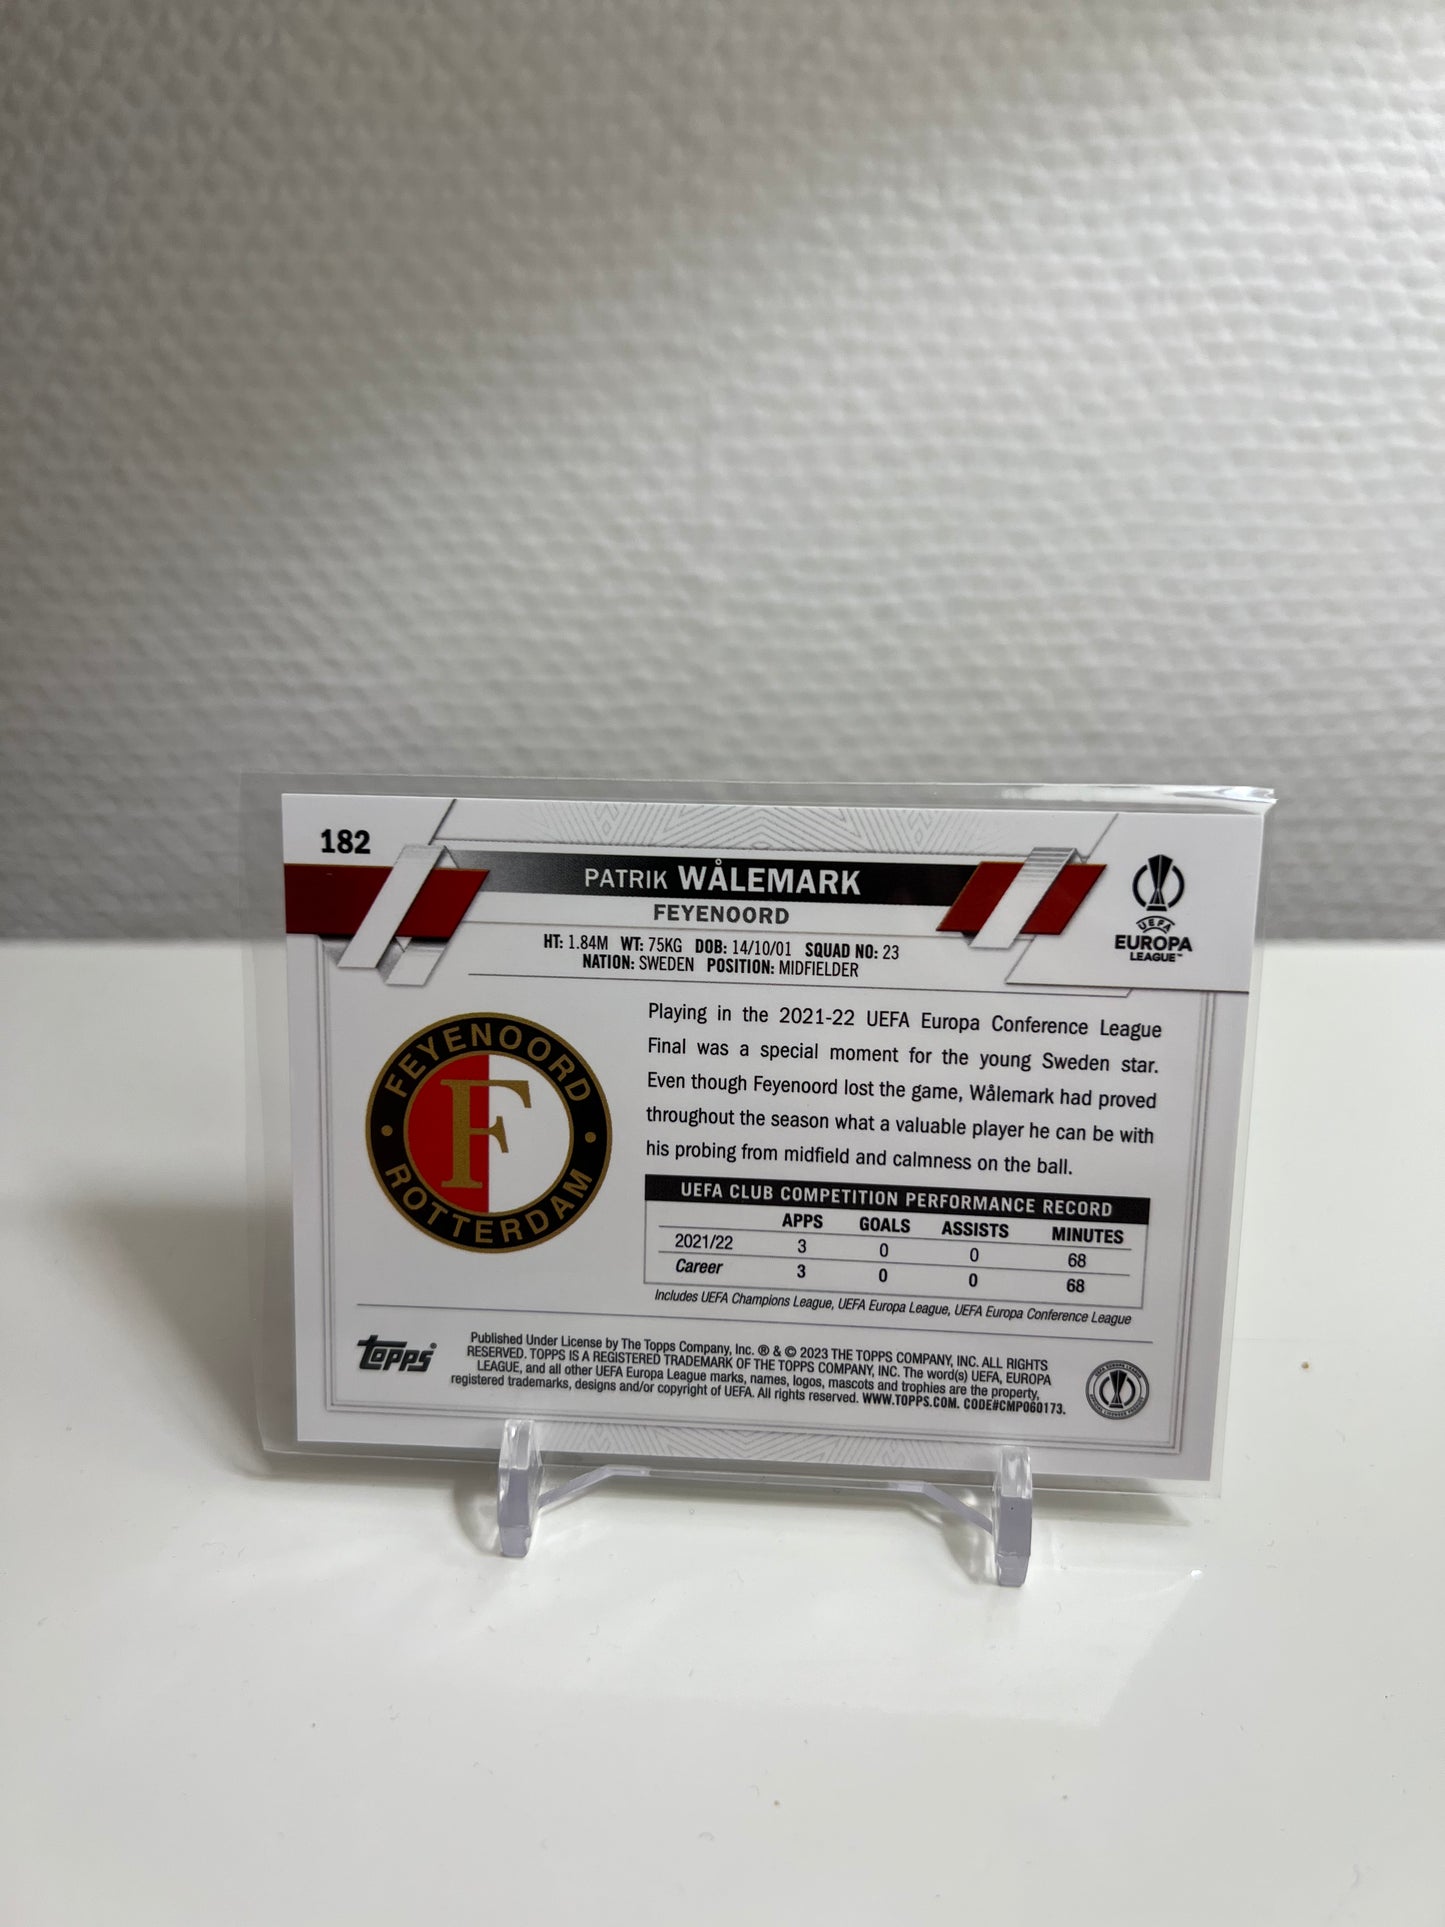 182
PATRIK WÅLEMARK
FEYENOORD
HT: 1.84M WT: 75KG DOB: 14/10/01 SQUAD NO: 23
NATION: SWEDEN POSITION: MIDFIELDER
UEFA
EUROPA
LEAGUE™
FEYENOORD
F
ROTTERDAM
Playing in the 2021-22 UEFA Europa Conference League
Final was a special moment for the young Sweden star.
Even though Feyenoord lost the game, Wålemark had proved
throughout the season what a valuable player he can be with
his probing from midfield and calmness on the ball.
UEFA CLUB COMPETITION PERFORMANCE RECORD
APPS GOALS ASSISTS MINUTES
2021/22 3 0 0 68
Career 3 0 0 68
Includes UEFA Champions League, UEFA Europa League, UEFA Europa Conference League
Topps®
Published Under License by The Topps Company, Inc. ® & © 2023 THE TOPPS COMPANY, INC. ALL RIGHTS
RESERVED. TOPPS IS A REGISTERED TRADEMARK OF THE TOPPS COMPANY, INC. The word(s) UEFA, EUROPA
LEAGUE, and all other UEFA Europa League marks, names, logos, mascots and trophies are the property,
registered trademarks, designs and/or copyright of UEFA. All rights reserved. WWW.TOPPS.COM. CODE#CMP060173.